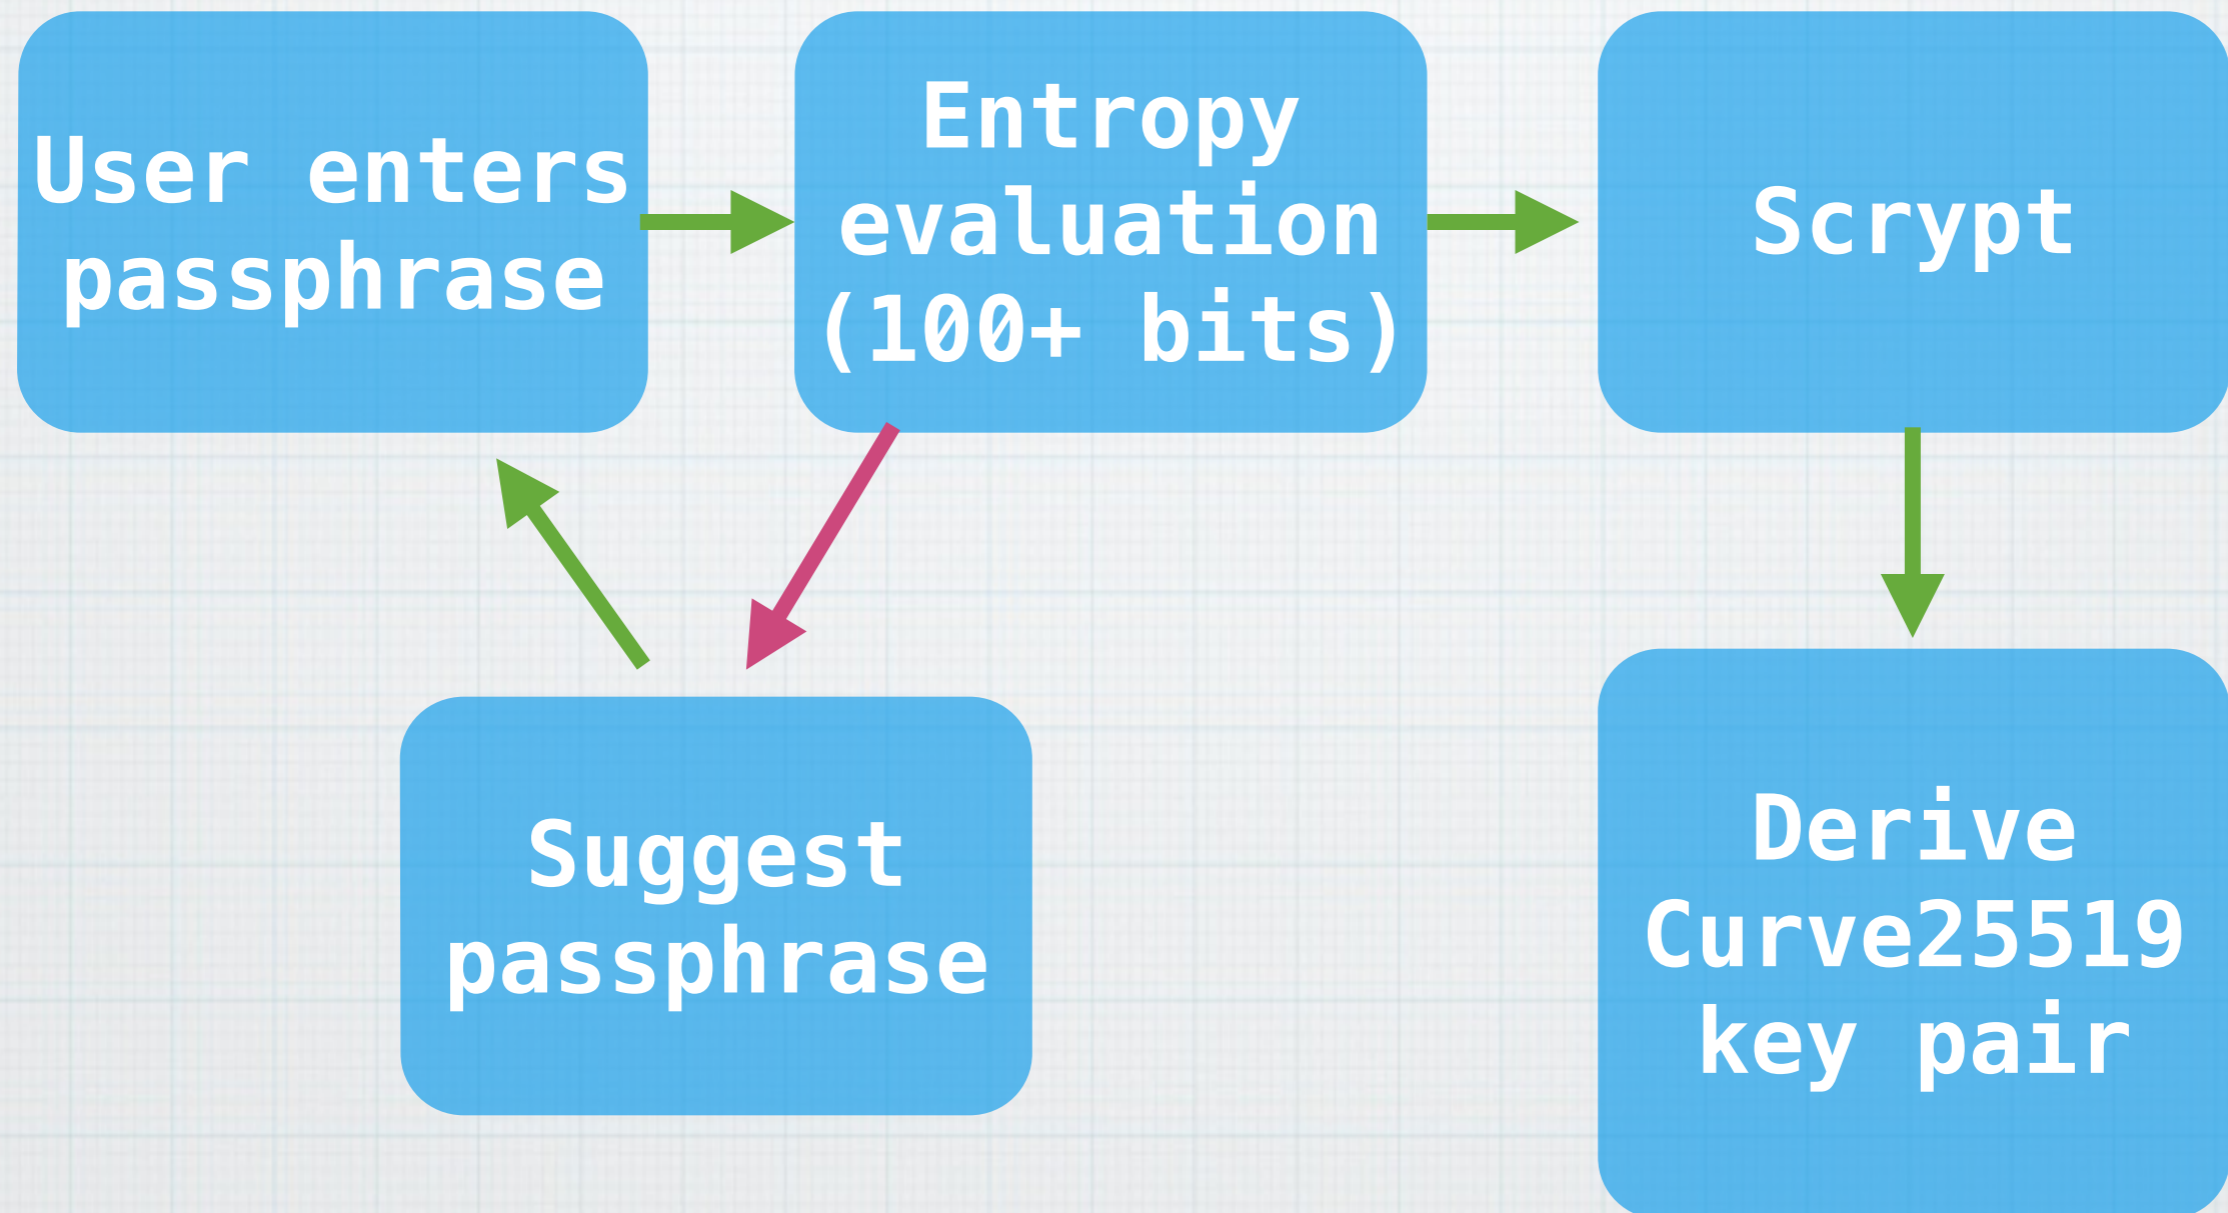 User enters
passphrase
Entropy
evaluation
(100+ bits)
Scrypt
Suggest
passphrase
Derive
Curve25519
key pair